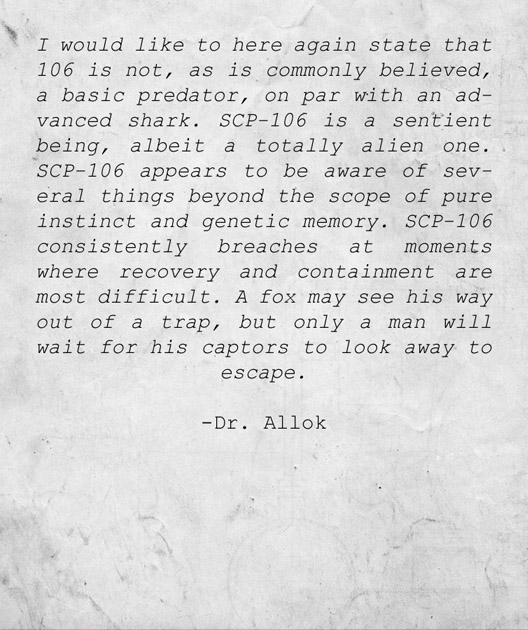 I would like to here again state that
106 is not, as is commonly believed,
a basic predator, on par with an ad-
vanced shark. SCP-106 is a sentient
being, albeit a totally alien one.
SCP-106 appears to be aware of sev-
eral things beyond the scope of pure
instinct and genetic memory. SCP-106
consistently breaches at moments
where recovery and containment are
most difficult. A fox may see his way
out of a trap, but only a man will
wait for his captors to look away to
escape.
-Dr. Allok